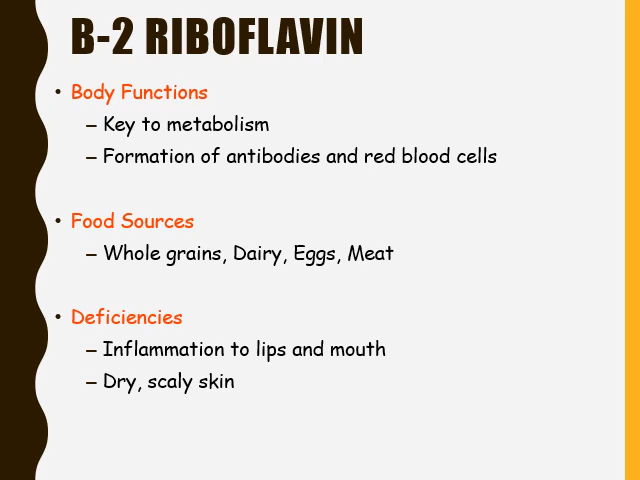 B-2 RIBOFLAVIN
• Body Functions
– Key to metabolism
– Formation of antibodies and red blood cells
• Food Sources
– Whole grains, Dairy, Eggs, Meat
• Deficiencies
– Inflammation to lips and mouth
– Dry, scaly skin